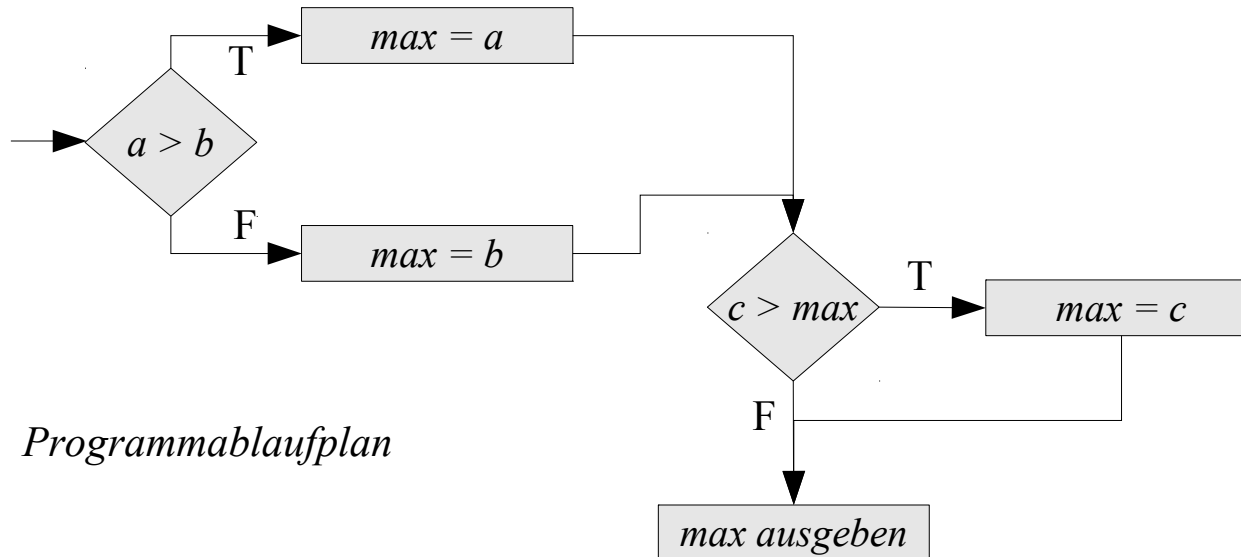 max = a
T
a > b
F
max = b
T
c > max
max = c
F
Programmablaufplan
max ausgeben